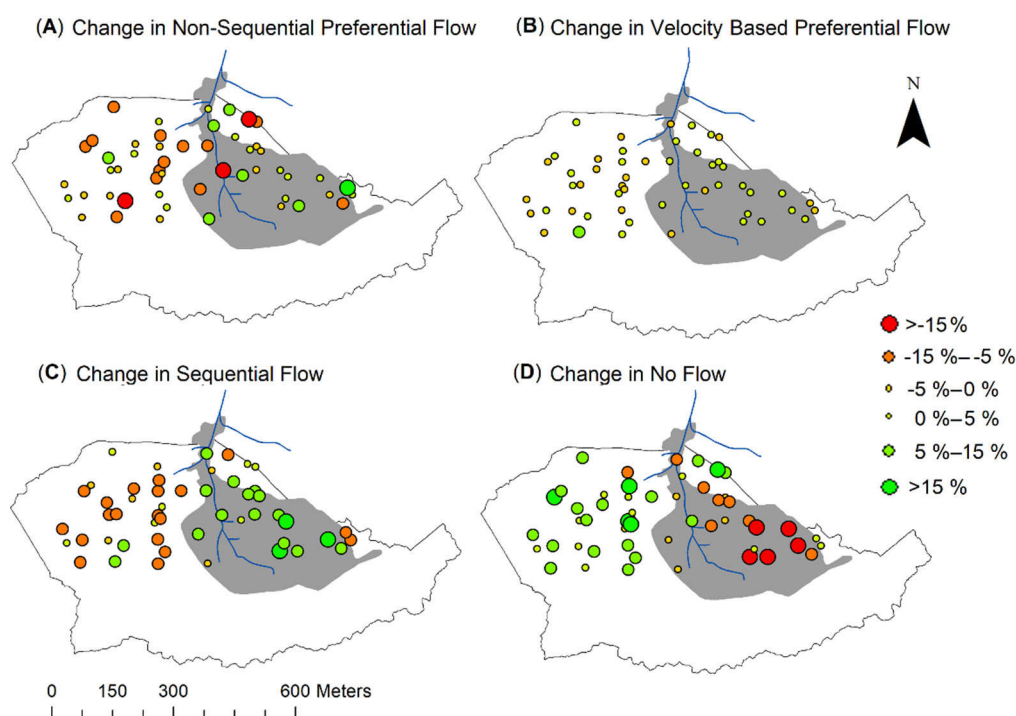 (A) Change in Non-Sequential Preferential Flow
(B) Change in Velocity Based Preferential Flow
N
>-15 %
-15 %– -5 %
-5 %–0 %
0 %–5 %
5 %–15 %
>15 %
(C) Change in Sequential Flow
(D) Change in No Flow
0 150 300 600 Meters